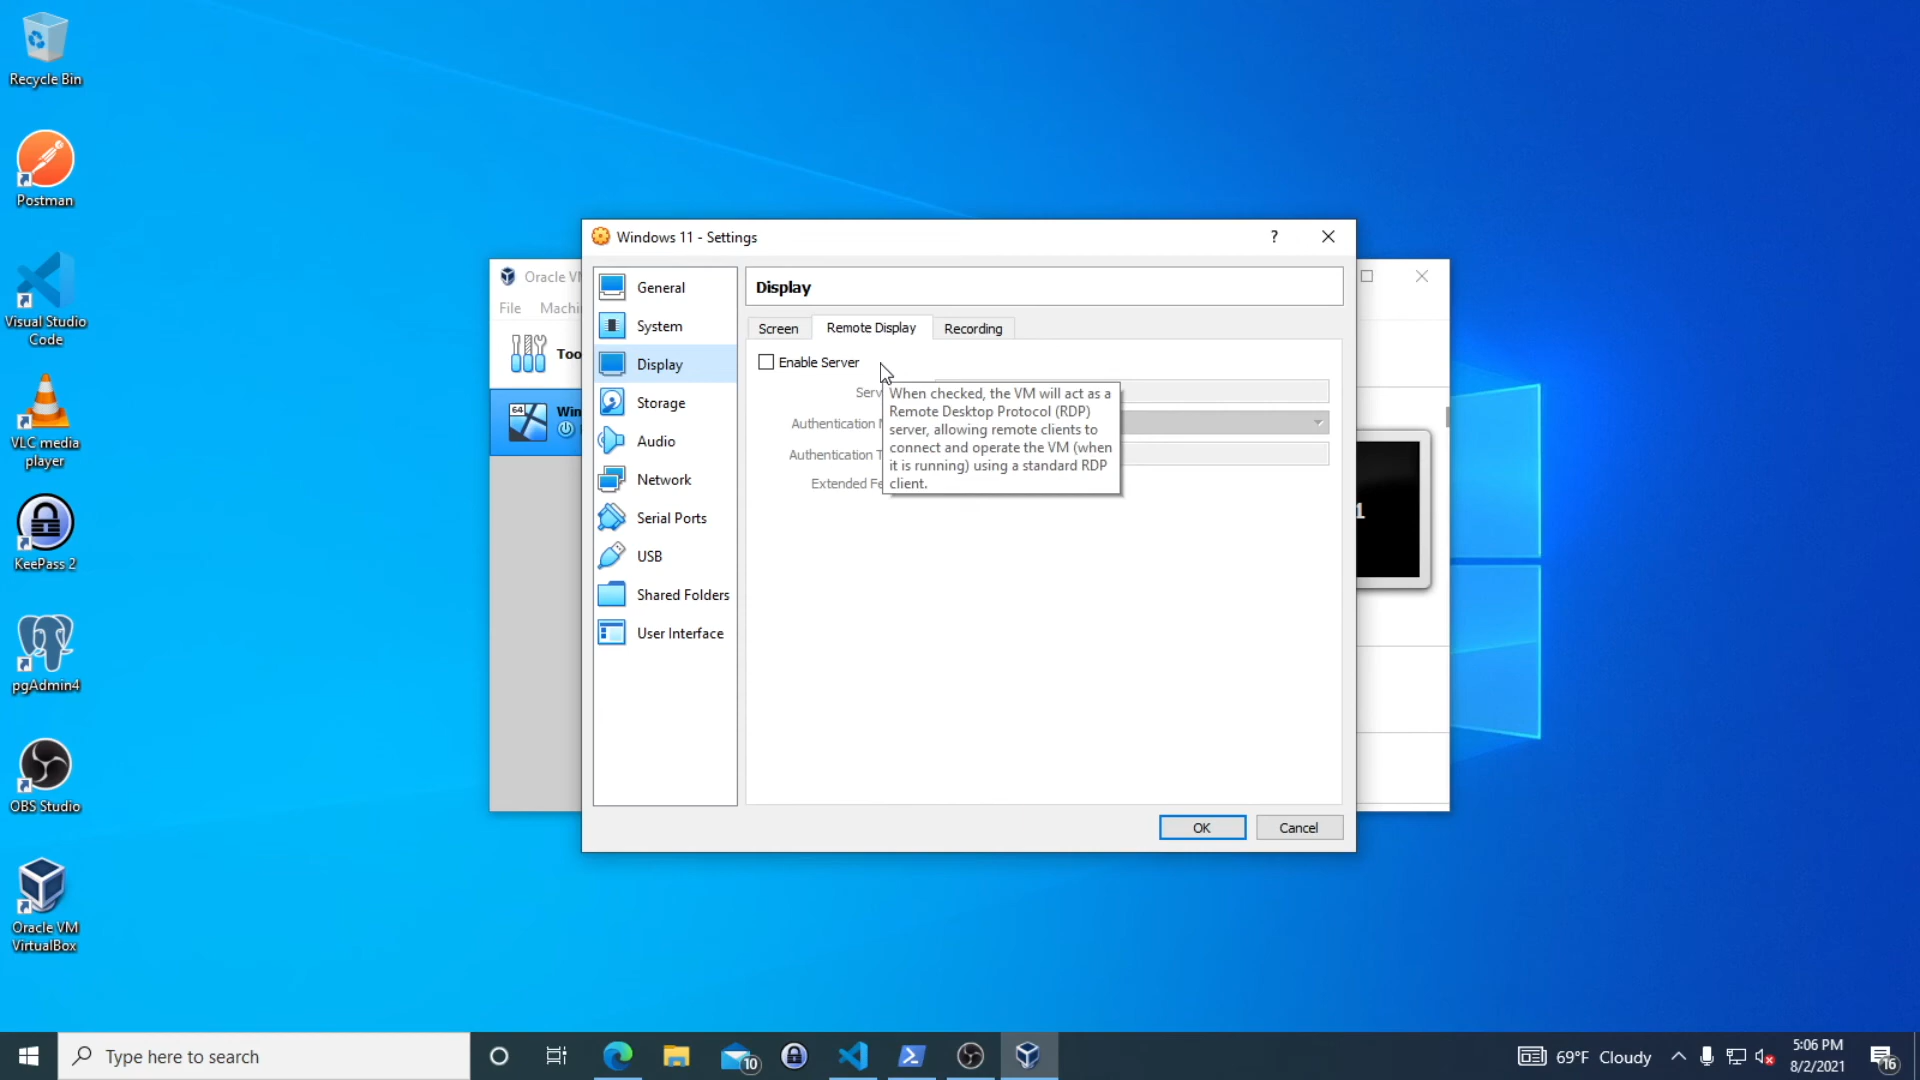 Recycle Bin
Postman
Visual Studio
Code
VLC media
player
KeePass 2
pgAdmin4
OBS Studio
Oracle VM
VirtualBox
Oracle
File
Too
64
Win
Windows 11 - Settings
?
General
System
Display
Storage
Audio
Network
Serial Ports
USB
Shared Folders
User Interface
Display
Screen
Remote Display
Recording
Enable Server
Authentication
Authentication
Extended
When checked, the VM will act as a
Remote Desktop Protocol (RDP)
server, allowing remote clients to
connect and operate the VM (when
it is running) using a standard RDP
client.
OK
Cancel
1
Type here to search
10
69°F Cloudy
5:06 PM
8/2/2021
16